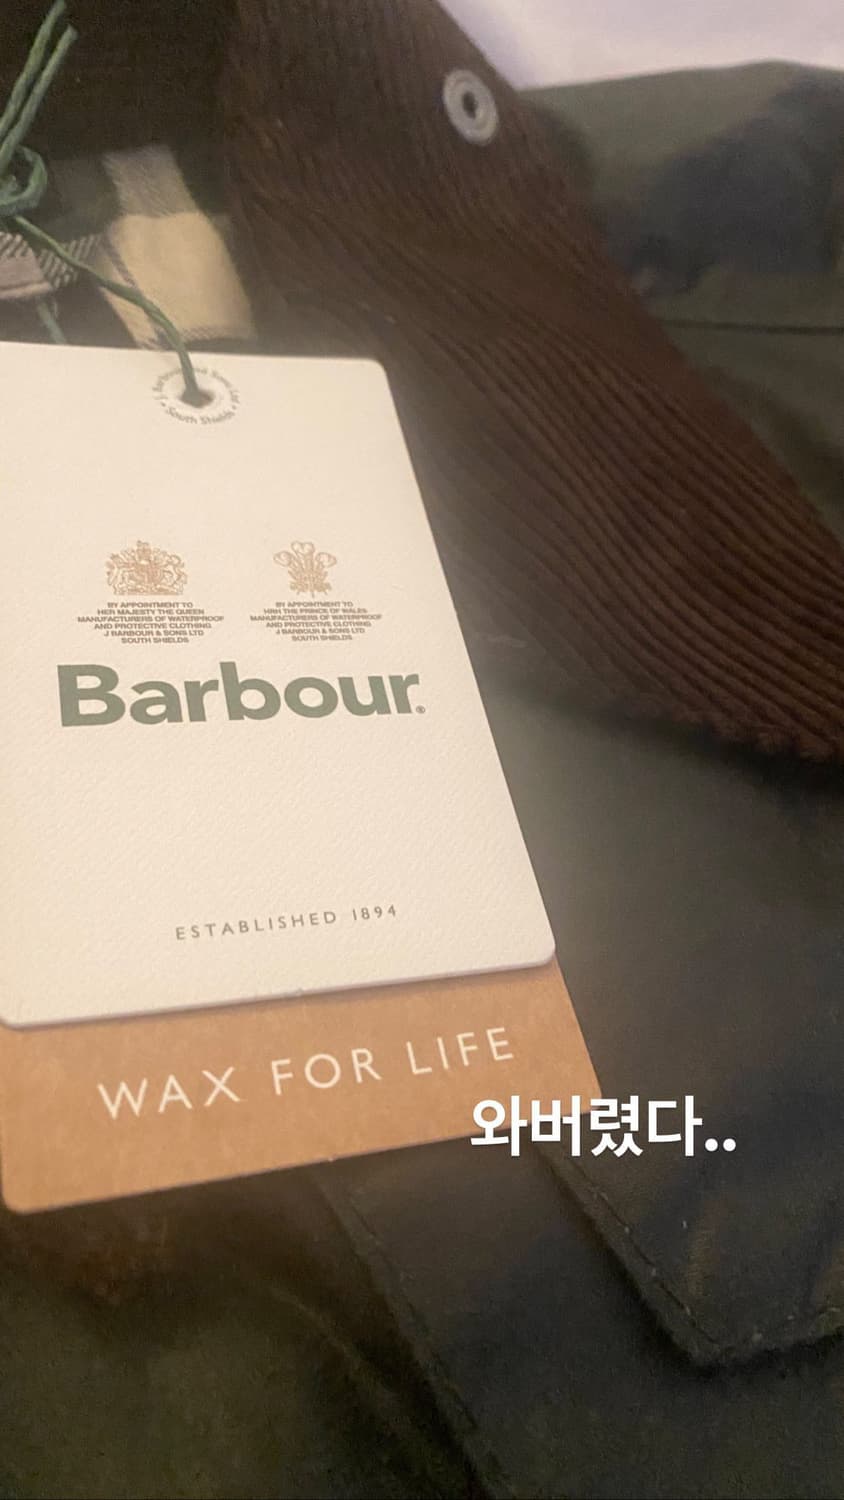 South Shields
BY APPOINTMENT TO
HER MAJESTY THE QUEEN
MANUFACTURERS OF WATERPROOF
AND PROTECTIVE CLOTHING
J BARBOUR & SONS LTD
SOUTH SHIELDS
BY APPOINTMENT TO
HRH THE PRINCE OF WALES
MANUFACTURERS OF WATERPROOF
AND PROTECTIVE CLOTHING
J BARBOUR & SONS LTD
SOUTH SHIELDS
Barbour®
ESTABLISHED 1894
WAX FOR LIFE
와버렸다..